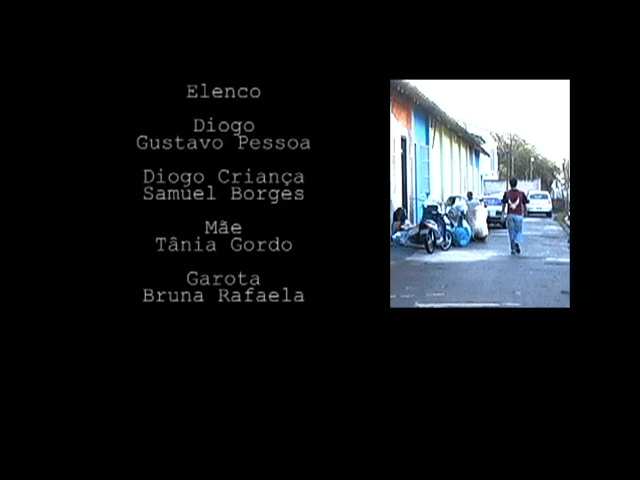 Elenco
Diogo
Gustavo Pessoa
Diogo Criança
Samuel Borges
Mãe
Tânia Gordo
Garota
Bruna Rafaela